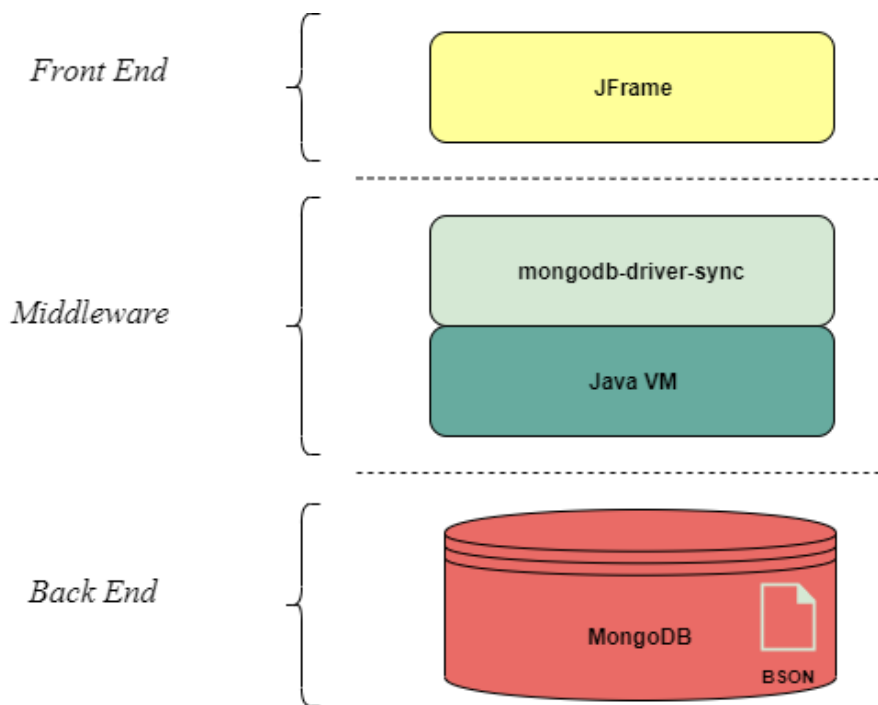 Front End
JFrame
mongodb-driver-sync
Middleware
Java VM
Back End
MongoDB
BSON